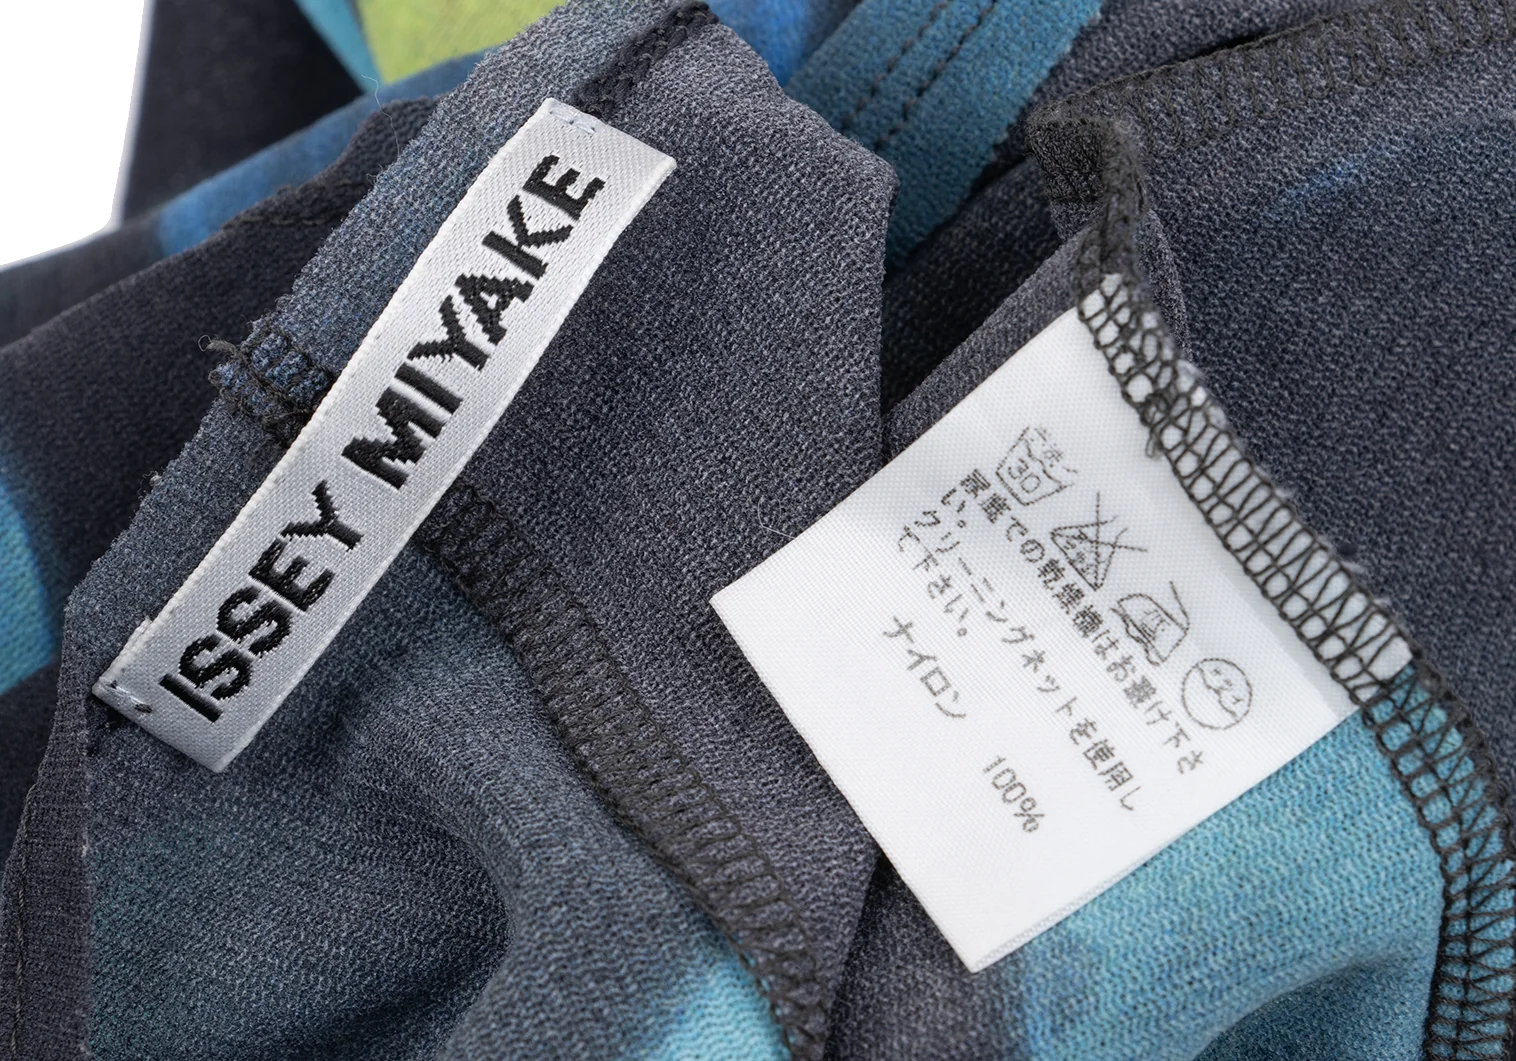 ISSEY MIYAKE
30
家庭での乾燥機はお避け下さ
い。
クリーニングネットを使用し
て下さい。
ナイロン 100%